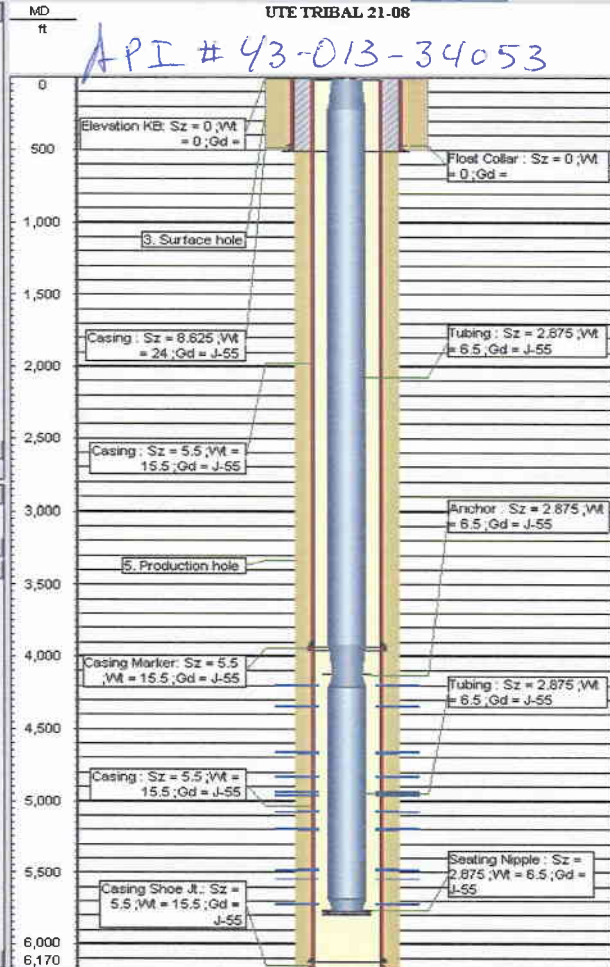 MD
ft
UTE TRIBAL 21-08
API # 43-013-34053
0
Elevation KB: Sz = 0 ;Wt
= 0 ;Gd =
500
Float Collar : Sz = 0 ;Wt
= 0 ;Gd =
1,000
3. Surface hole
1,500
Casing : Sz = 8.625 ;Wt
= 24 ;Gd = J-55
Tubing : Sz = 2.875 ;Wt
= 6.5 ;Gd = J-55
2,000
2,500
Casing : Sz = 5.5 ;Wt =
15.5 ;Gd = J-55
3,000
Anchor : Sz = 2.875 ;Wt
= 6.5 ;Gd = J-55
5. Production hole
3,500
4,000
Casing Marker: Sz = 5.5
;Wt = 15.5 ;Gd = J-55
Tubing : Sz = 2.875 ;Wt
= 6.5 ;Gd = J-55
4,500
Casing : Sz = 5.5 ;Wt =
15.5 ;Gd = J-55
5,000
5,500
Seating Nipple : Sz =
2.875 ;Wt = 6.5 ;Gd =
J-55
Casing Shoe Jt.: Sz =
5.5 ;Wt = 15.5 ;Gd =
J-55
6,000
6,170